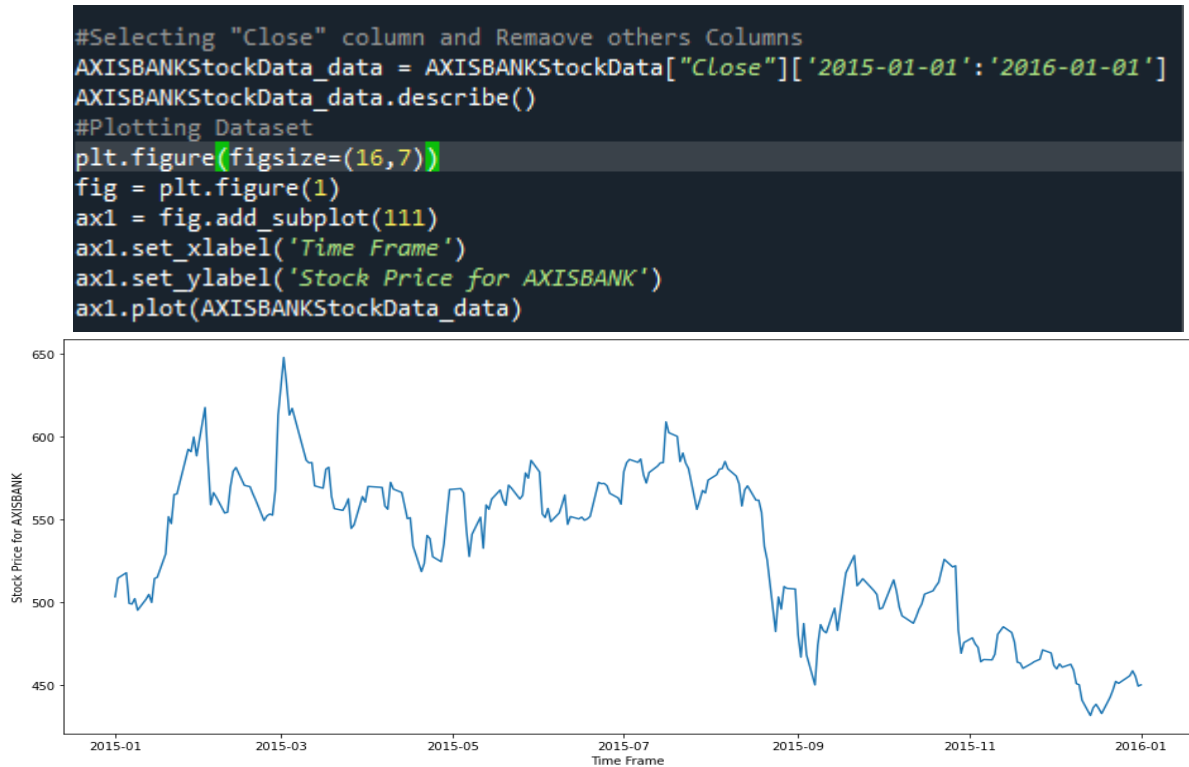 #Selecting "Close" column and Remaove others Columns
AXISBANKStockData_data = AXISBANKStockData["Close"]['2015-01-01':'2016-01-01']
AXISBANKStockData_data.describe()
#Plotting Dataset
plt.figure(figsize=(16,7))
fig = plt.figure(1)
ax1 = fig.add_subplot(111)
ax1.set_xlabel('Time Frame')
ax1.set_ylabel('Stock Price for AXISBANK')
ax1.plot(AXISBANKStockData_data)
Stock Price for AXISBANK
650
600
550
500
450
2015-01 2015-03 2015-05 2015-07 2015-09 2015-11 2016-01
Time Frame